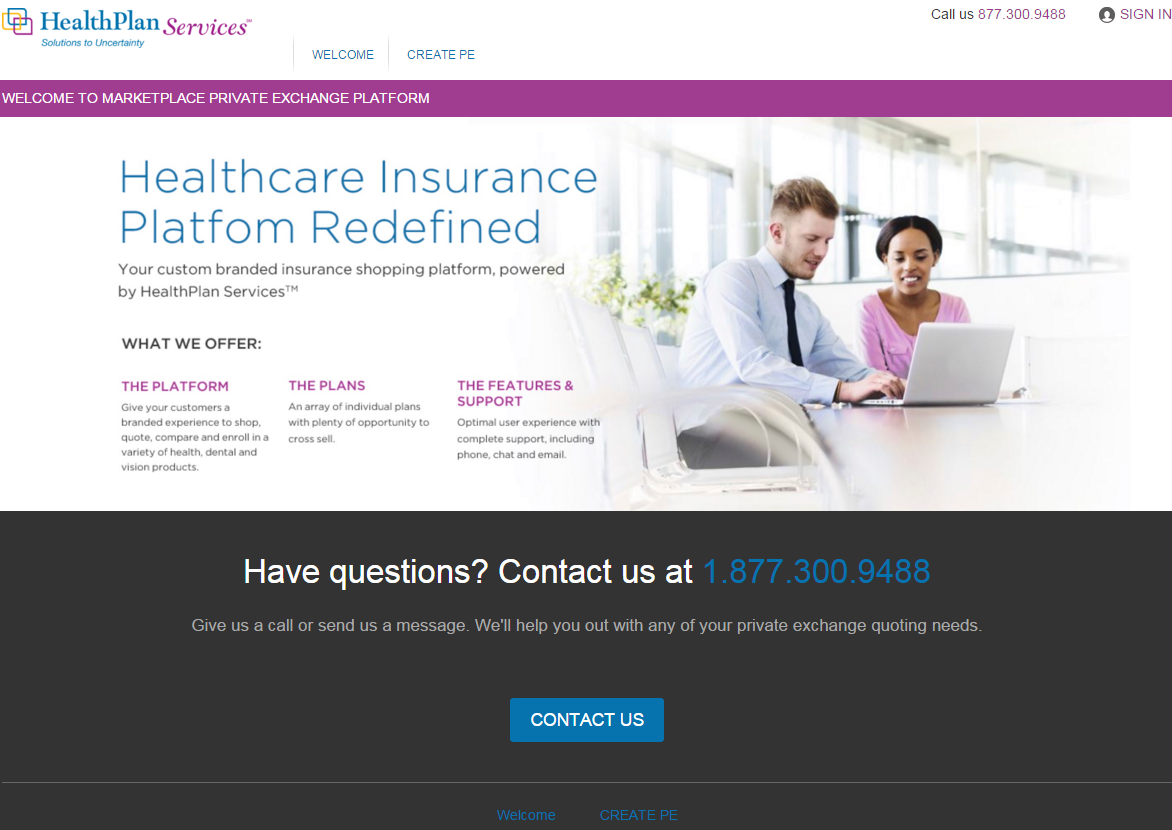 HealthPlan Services™
Solutions to Uncertainty
Call us 877.300.9488
SIGN IN
WELCOME
CREATE PE
WELCOME TO MARKETPLACE PRIVATE EXCHANGE PLATFORM
Healthcare Insurance
Platfom Redefined
Your custom branded insurance shopping platform, powered
by HealthPlan Services™
WHAT WE OFFER:
THE PLATFORM
Give your customers a
branded experience to shop,
quote, compare and enroll in a
variety of health, dental and
vision products.
THE PLANS
An array of individual plans
with plenty of opportunity to
cross sell.
THE FEATURES &
SUPPORT
Optimal user experience with
complete support, including
phone, chat and email.
Have questions? Contact us at 1.877.300.9488
Give us a call or send us a message. We'll help you out with any of your private exchange quoting needs.
CONTACT US
Welcome
CREATE PE